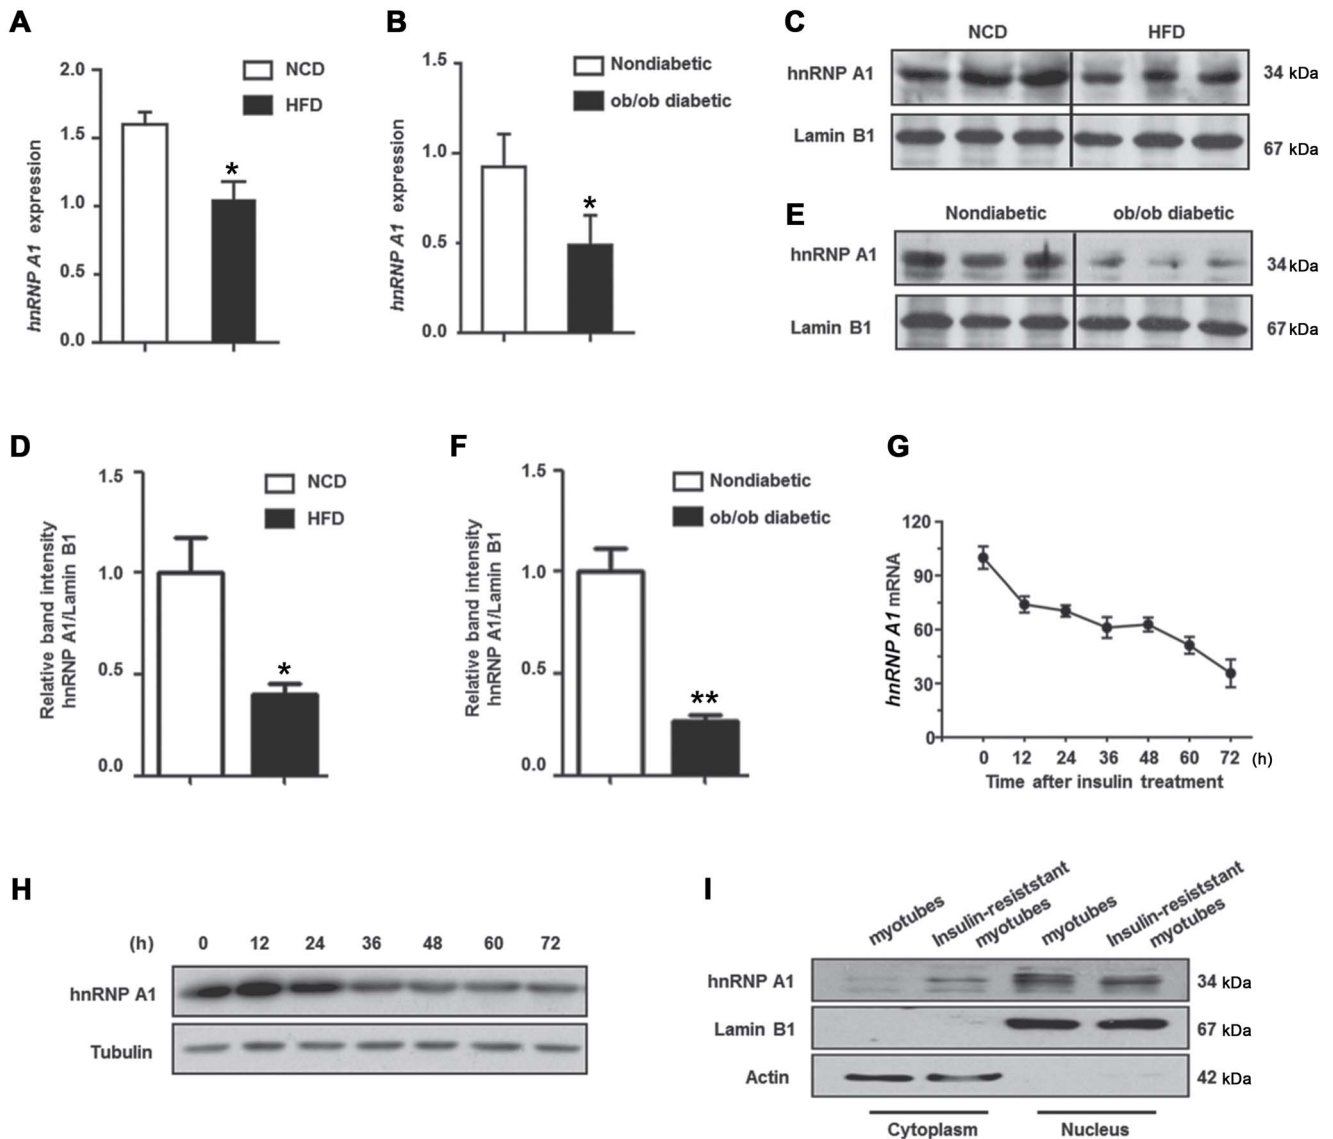 A
2.0
1.5
1.0
0.5
0.0
hnRNP A1 expression
NCD
HFD
*
B
1.5
1.0
0.5
0.0
hnRNP A1 expression
Nondiabetic
ob/ob diabetic
*
C
NCD HFD
hnRNP A1 34 kDa
Lamin B1 67 kDa
E
Nondiabetic ob/ob diabetic
hnRNP A1 34 kDa
Lamin B1 67 kDa
D
1.5
1.0
0.5
0.0
Relative band intensity
hnRNP A1/Lamin B1
NCD
HFD
*
F
1.5
1.0
0.5
0.0
Relative band intensity
hnRNP A1/Lamin B1
Nondiabetic
ob/ob diabetic
**
G
120
90
60
30
0
hnRNP A1 mRNA
0 12 24 36 48 60 72 (h)
Time after insulin treatment
H
(h) 0 12 24 36 48 60 72
hnRNP A1
Tubulin
I
myotubes
Insulin-resiststant
myotubes
myotubes
Insulin-resiststant
myotubes
hnRNP A1 34 kDa
Lamin B1 67 kDa
Actin 42 kDa
Cytoplasm Nucleus